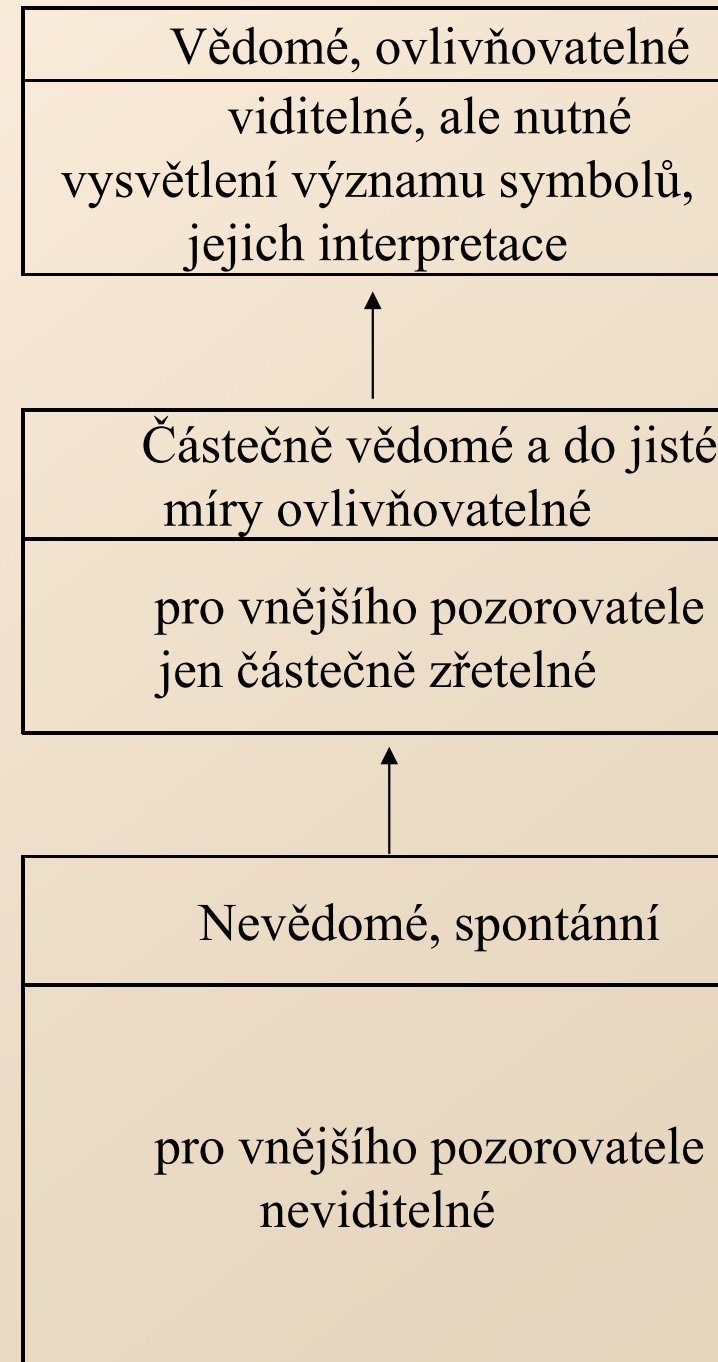 Vědomé, ovlivňovatelné
viditelné, ale nutné
vysvětlení významu symbolů,
jejich interpretace
Částečně vědomé a do jisté
míry ovlivňovatelné
pro vnějšího pozorovatele
jen částečně zřetelné
Nevědomé, spontánní
pro vnějšího pozorovatele
neviditelné